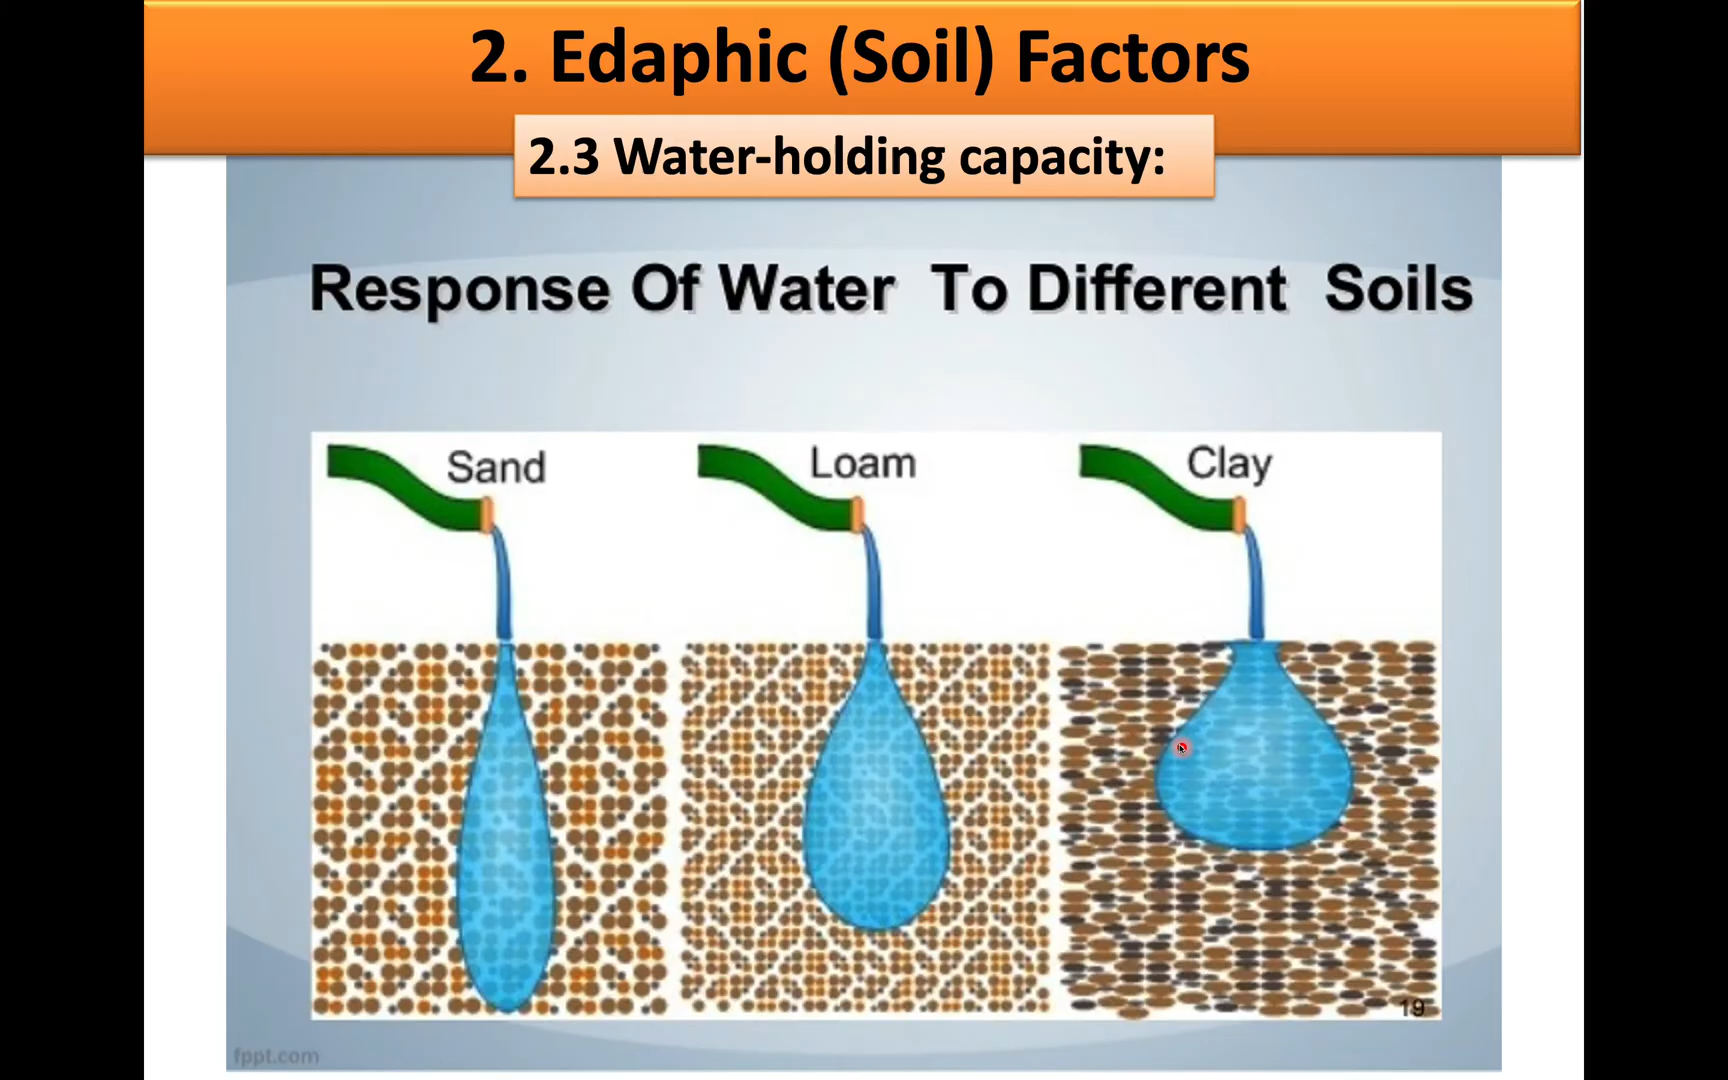 2. Edaphic (Soil) Factors
2.3 Water-holding capacity:
Response Of Water To Different Soils
Sand
Loam
Clay
19
fppt.com